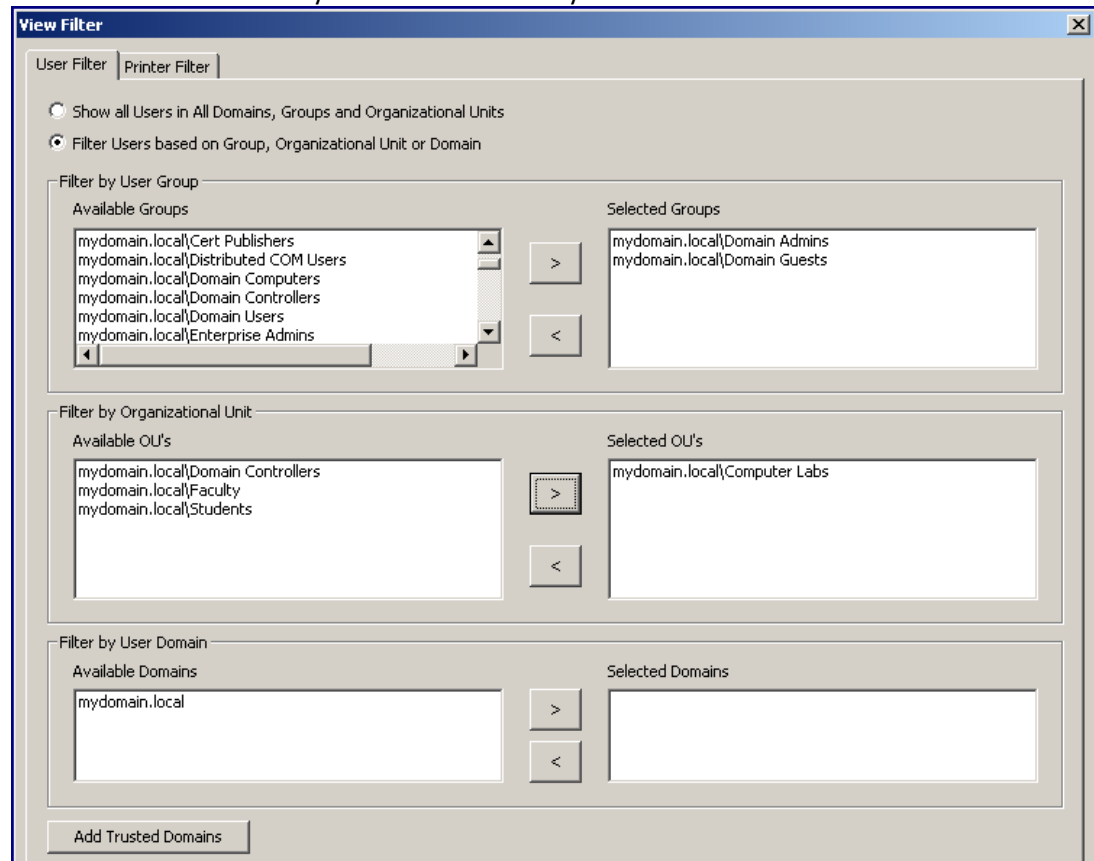 View Filter
User Filter
Printer Filter
Show all Users in All Domains, Groups and Organizational Units
Filter Users based on Group, Organizational Unit or Domain
Filter by User Group
Available Groups
Selected Groups
mydomain.local\Cert Publishers
mydomain.local\Distributed COM Users
mydomain.local\Domain Computers
mydomain.local\Domain Controllers
mydomain.local\Domain Users
mydomain.local\Enterprise Admins
>
<
mydomain.local\Domain Admins
mydomain.local\Domain Guests
Filter by Organizational Unit
Available OU's
Selected OU's
mydomain.local\Domain Controllers
mydomain.local\Faculty
mydomain.local\Students
>
<
mydomain.local\Computer Labs
Filter by User Domain
Available Domains
Selected Domains
mydomain.local
>
<
Add Trusted Domains